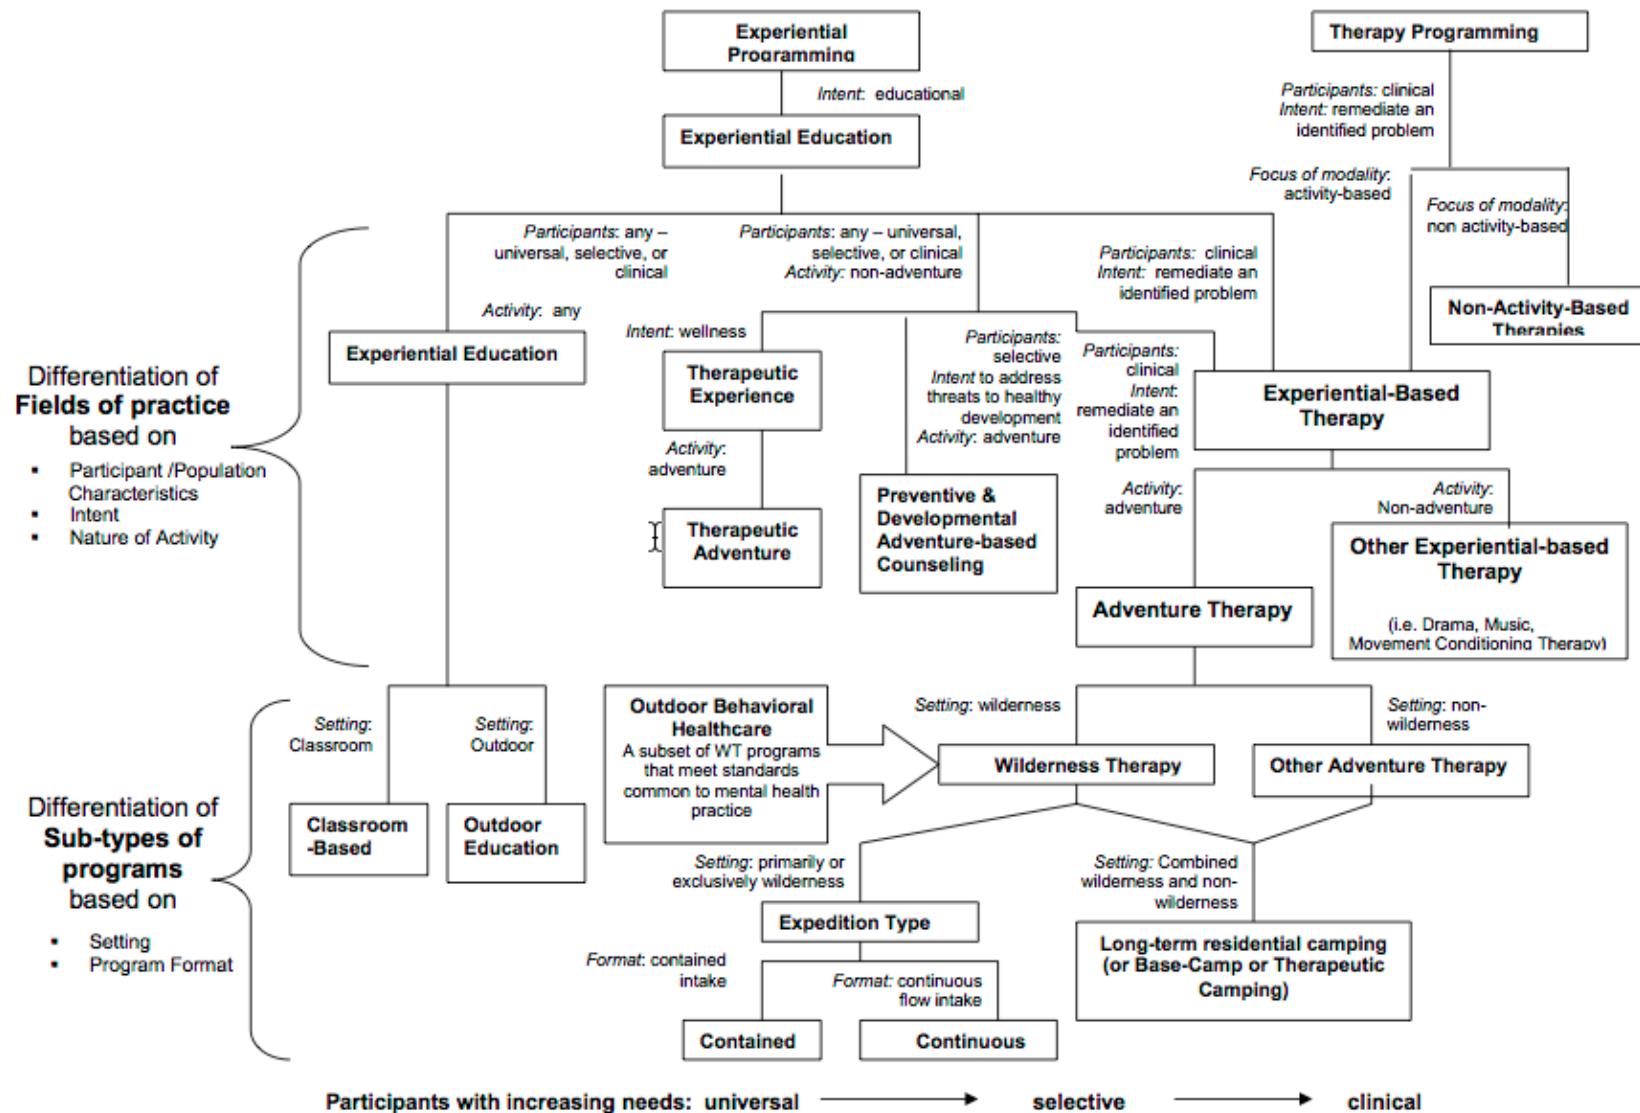 Experiential
Programming
Therapy Programming
Intent: educational
Participants: clinical
Intent: remediate an
identified problem
Experiential Education
Focus of modality:
activity-based
Focus of modality:
non activity-based
Participants: any –
universal, selective, or
clinical
Participants: any – universal,
selective, or clinical
Activity: non-adventure
Participants: clinical
Intent: remediate an
identified problem
Activity: any
Non-Activity-Based
Therapies
Experiential Education
Intent: wellness
Therapeutic
Experience
Participants:
selective
Intent to address
threats to healthy
development
Activity: adventure
Participants:
clinical
Intent:
remediate an
identified
problem
Experiential-Based
Therapy
Differentiation of
Fields of practice
based on
▪ Participant /Population
Characteristics
▪ Intent
▪ Nature of Activity
Activity:
adventure
Therapeutic
Adventure
Preventive &
Developmental
Adventure-based
Counseling
Activity:
adventure
Activity:
Non-adventure
Other Experiential-based
Therapy
(i.e. Drama, Music,
Movement Conditioning Therapy)
Adventure Therapy
Setting:
Classroom
Setting:
Outdoor
Outdoor Behavioral
Healthcare
A subset of WT programs
that meet standards
common to mental health
practice
Setting: wilderness
Setting: non-
wilderness
Wilderness Therapy
Other Adventure Therapy
Differentiation of
Sub-types of
programs
based on
▪ Setting
▪ Program Format
Classroom
-Based
Outdoor
Education
Setting: primarily or
exclusively wilderness
Setting: Combined
wilderness and non-
wilderness
Expedition Type
Long-term residential camping
(or Base-Camp or Therapeutic
Camping)
Format: contained
intake
Format: continuous
flow intake
Contained
Continuous
Participants with increasing needs: universal selective clinical